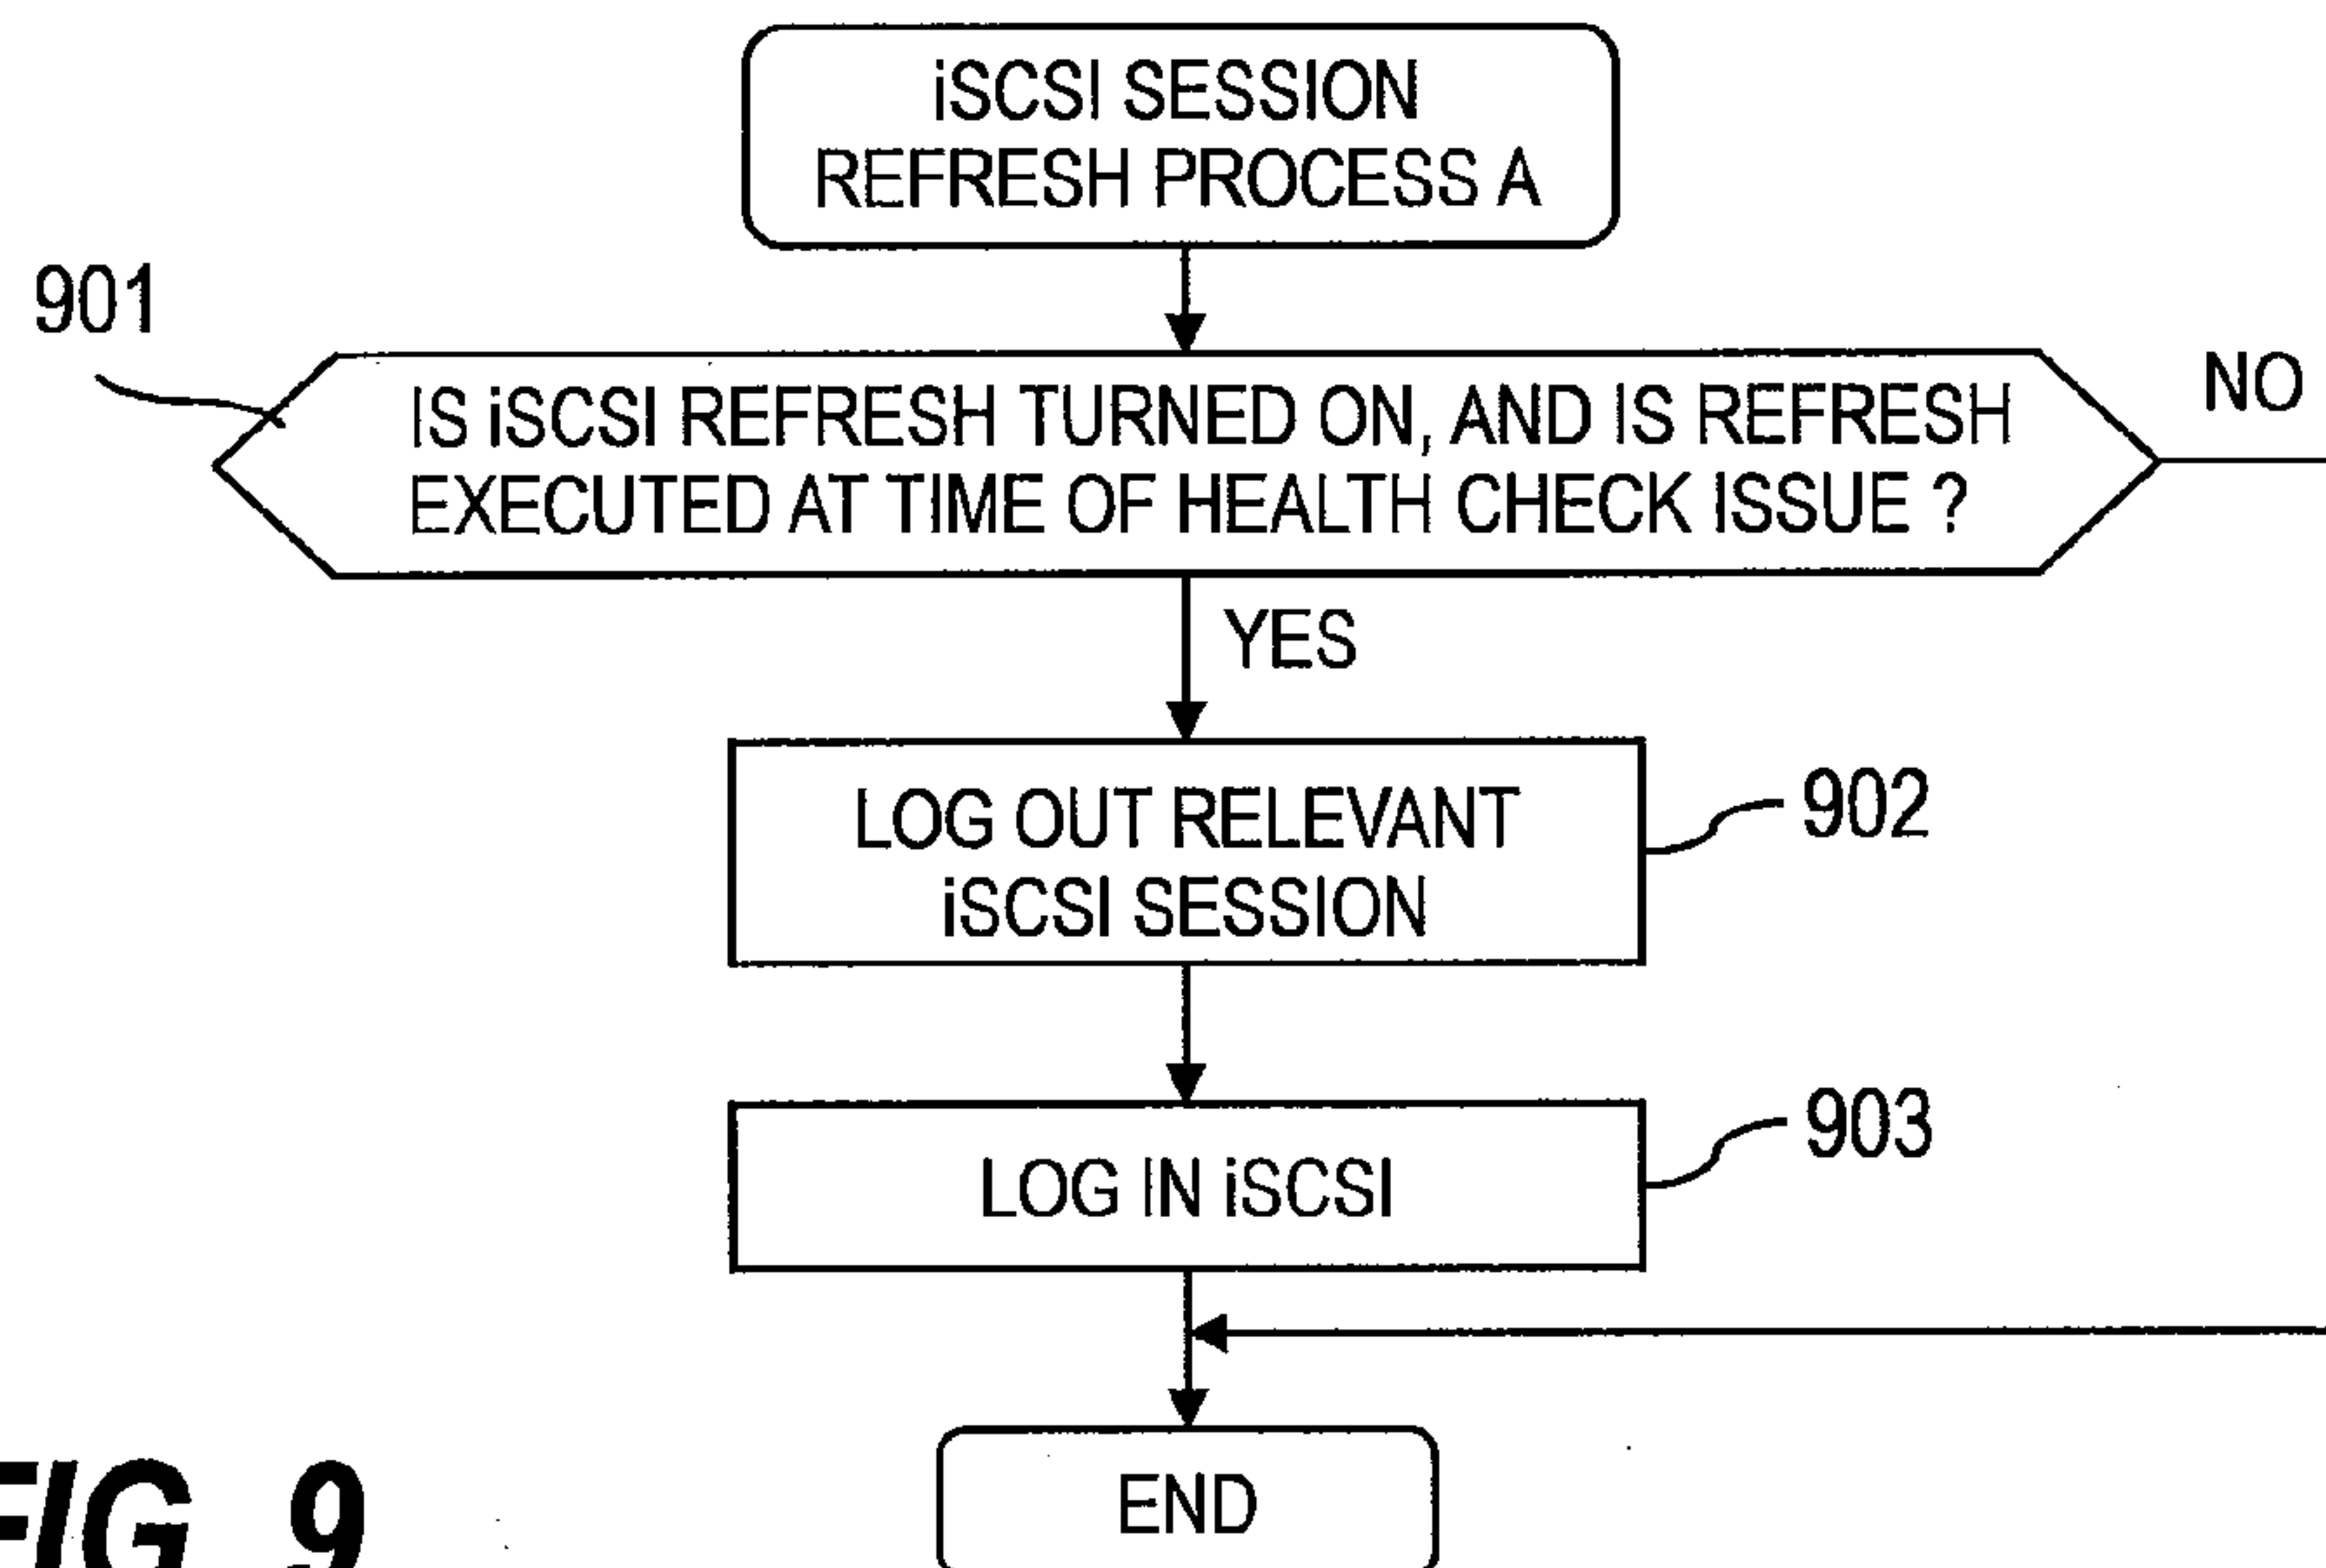 iSCSI SESSION
REFRESH PROCESS A
901
IS iSCSI REFRESH TURNED ON, AND IS REFRESH
EXECUTED AT TIME OF HEALTH CHECK ISSUE ?
NO
YES
LOG OUT RELEVANT
iSCSI SESSION
902
LOG IN iSCSI
903
END
FIG 9